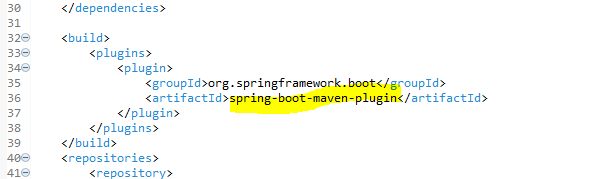 30 </dependencies>
31
32 <build>
33 <plugins>
34 <plugin>
35 <groupId>org.springframework.boot</groupId>
36 <artifactId>spring-boot-maven-plugin</artifactId>
37 </plugin>
38 </plugins>
39 </build>
40 <repositories>
41 <repository>